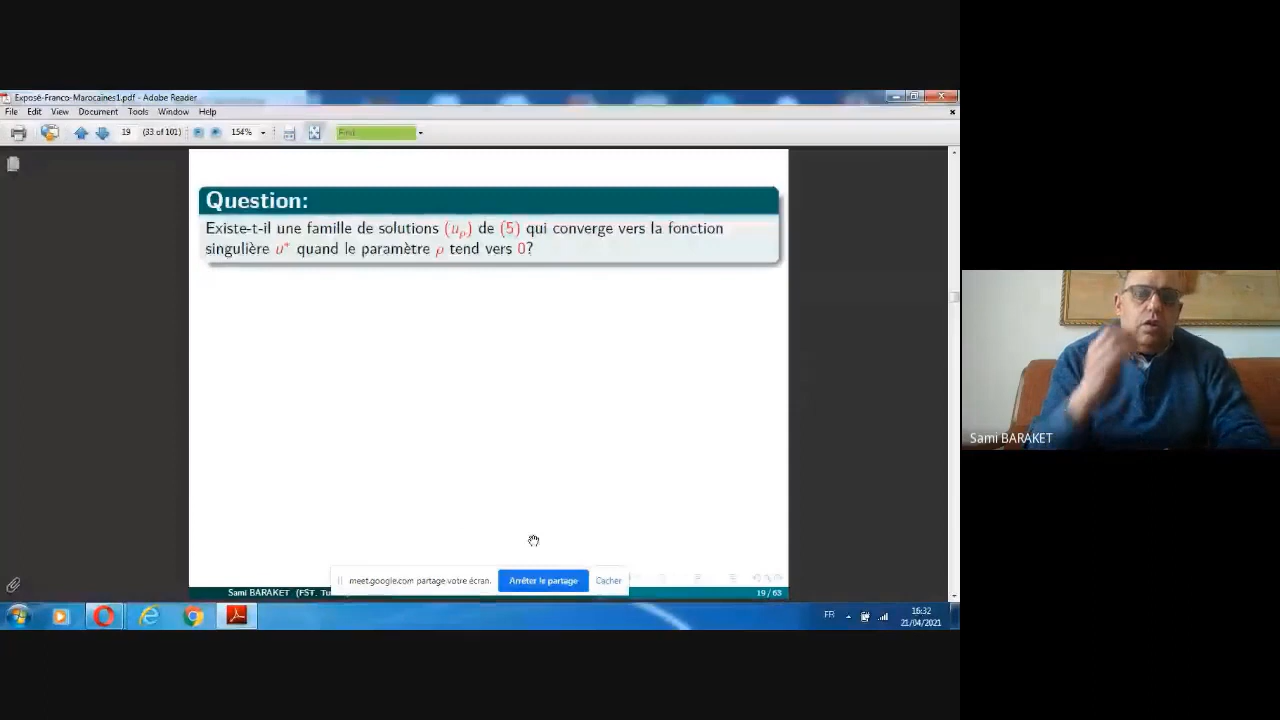 Exposé-Franco-Marocaines1.pdf - Adobe Reader
File Edit View Document Tools Window Help
19 (33 of 101) 154% Find
Question:
Existe-t-il une famille de solutions (uρ) de (5) qui converge vers la fonction
singulière u* quand le paramètre ρ tend vers 0?
Sami BARAKET
meet.google.com partage votre écran. Arrêter le partage Cacher
Sami BARAKET (FST, 19 / 63
FR 16:32
21/04/2021